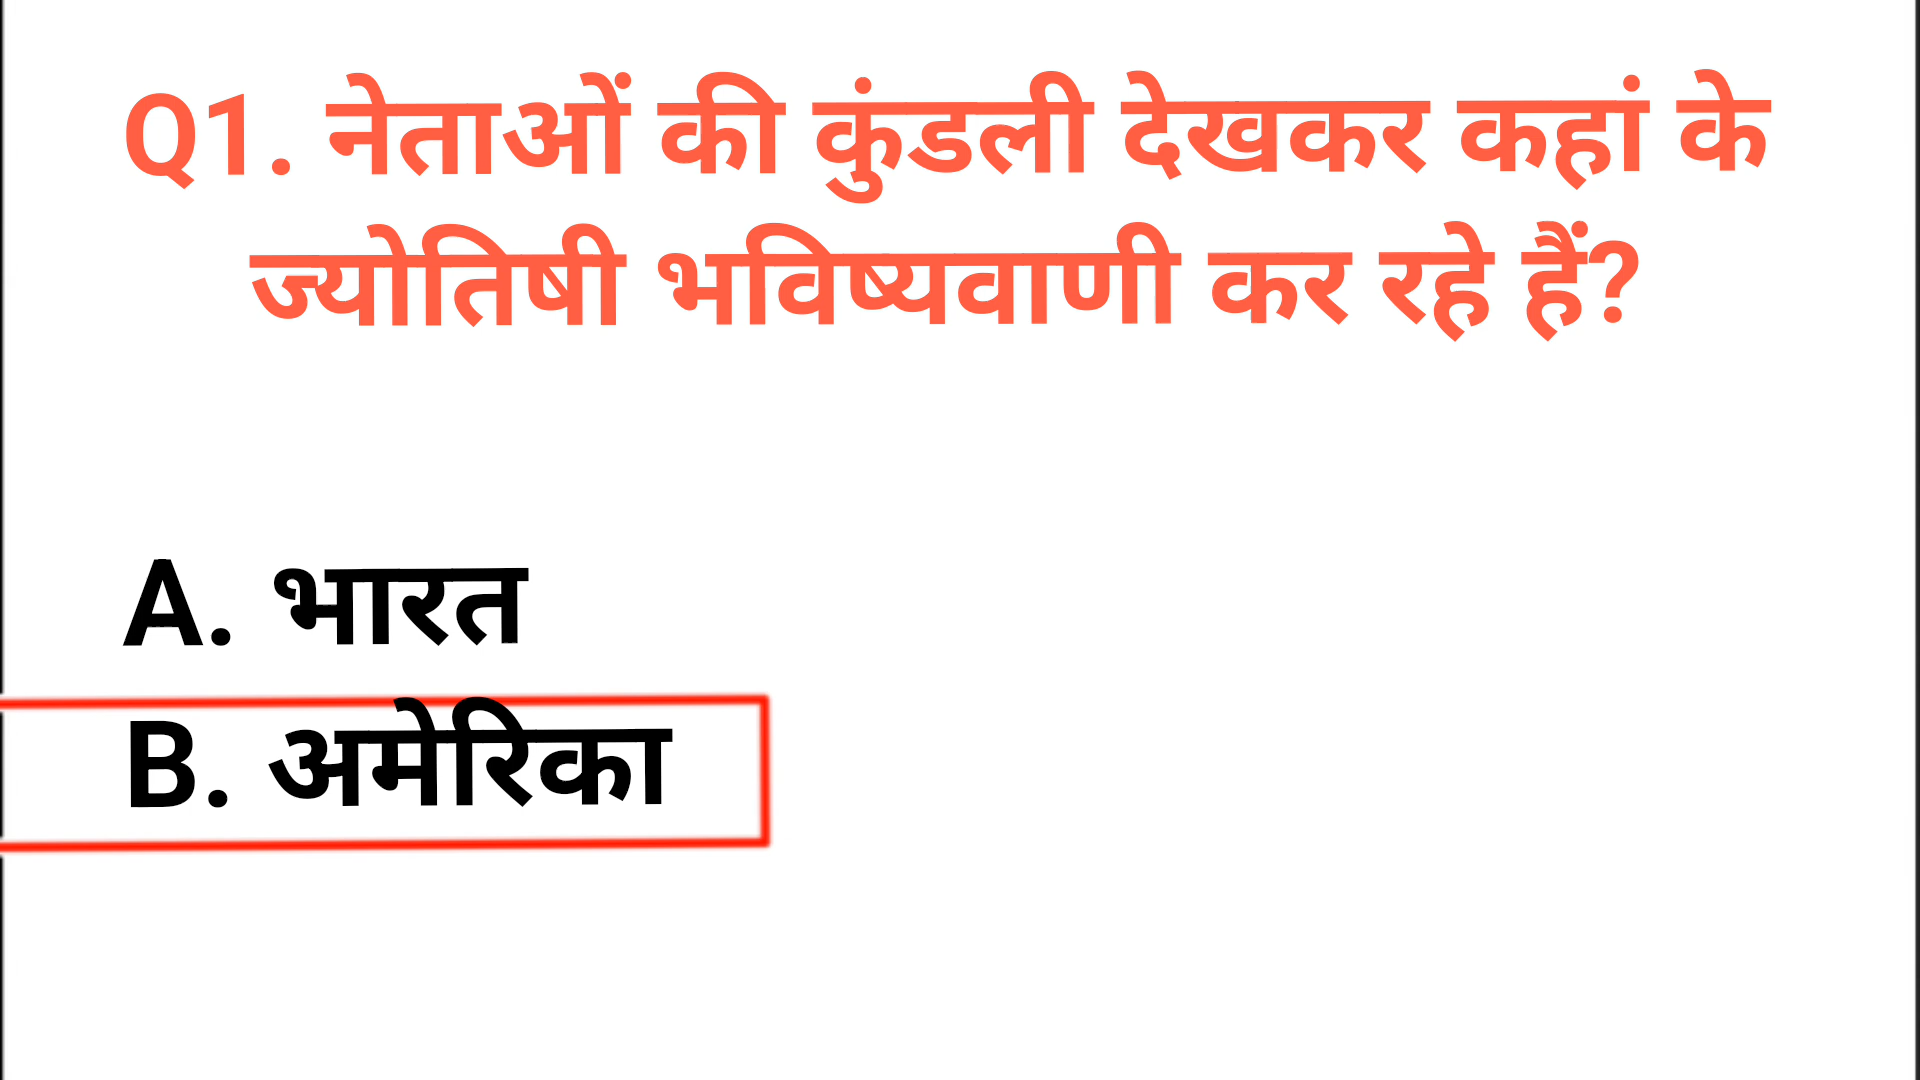 Q1. नेताओं की कुंडली देखकर कहां के
ज्योतिषी भविष्यवाणी कर रहे हैं?
A. भारत
B. अमेरिका